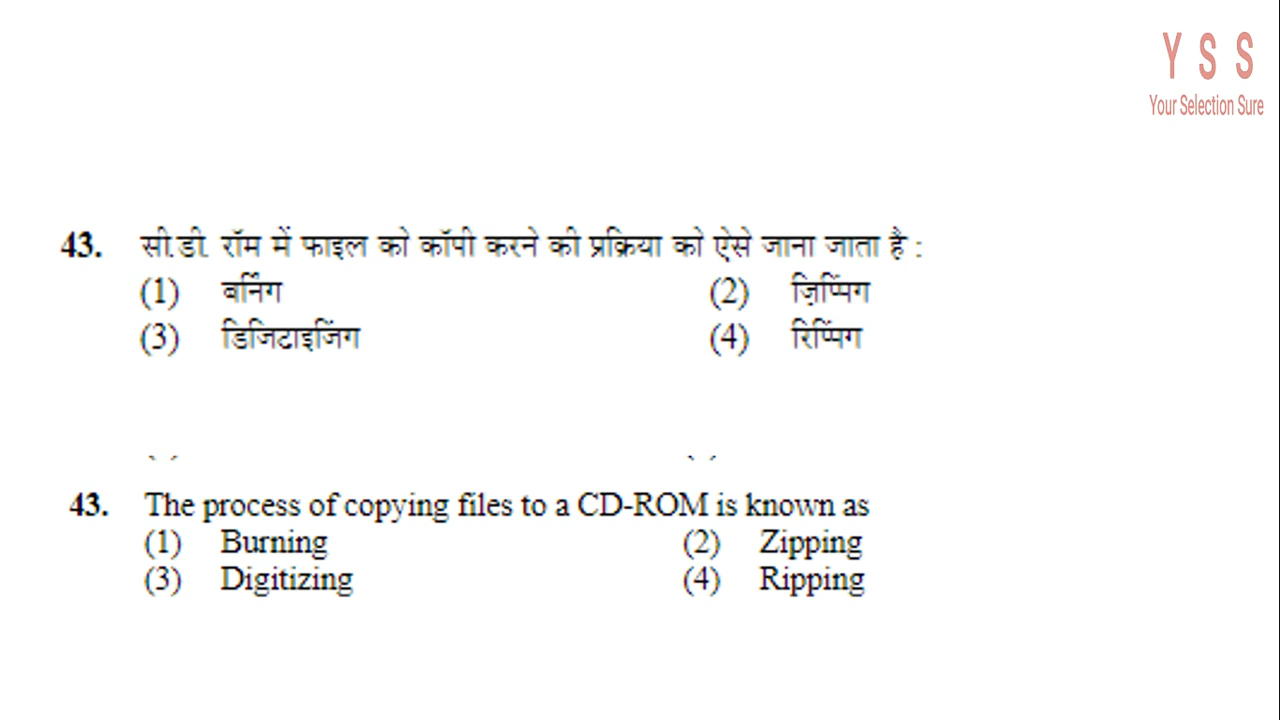 Y S S
Your Selection Sure
43. सी.डी. रॉम में फाइल को कॉपी करने की प्रक्रिया को ऐसे जाना जाता है :
(1) बर्निंग (2) ज़िप्पिंग
(3) डिजिटाइजिंग (4) रिप्पिंग
43. The process of copying files to a CD-ROM is known as
(1) Burning (2) Zipping
(3) Digitizing (4) Ripping